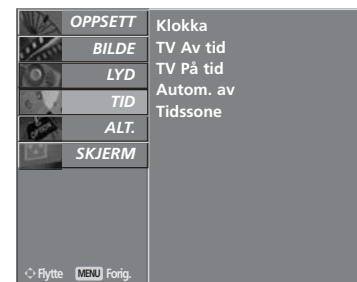 OPPSETT
BILDE
LYD
TID
ALT.
SKJERM
Klokka
TV Av tid
TV På tid
Autom. av
Tidssone
Flytte MENU Forig.